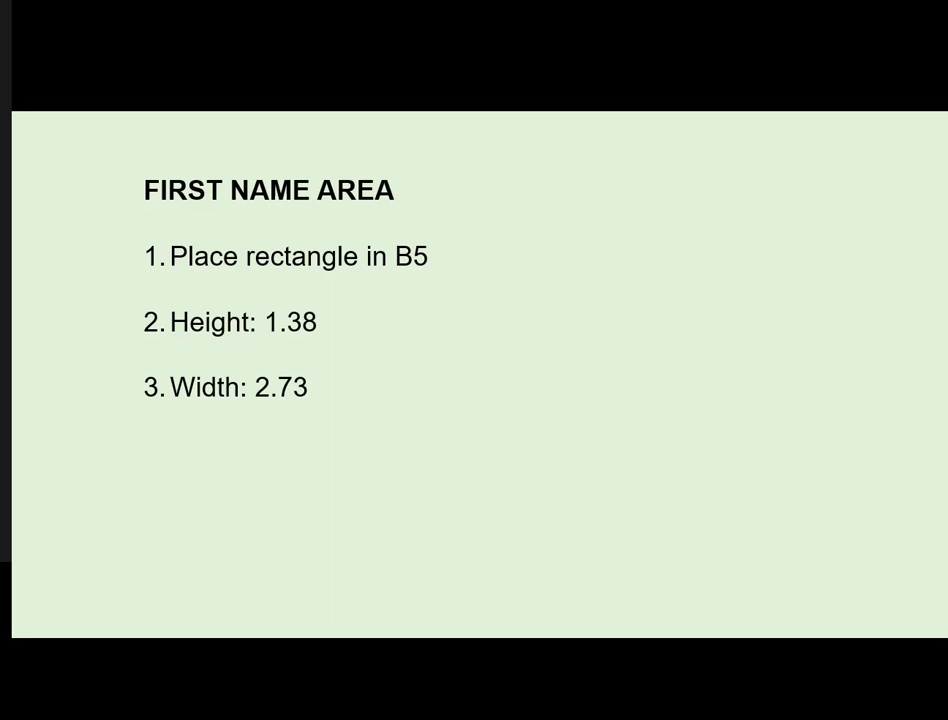 FIRST NAME AREA
1. Place rectangle in B5
2. Height: 1.38
3. Width: 2.73